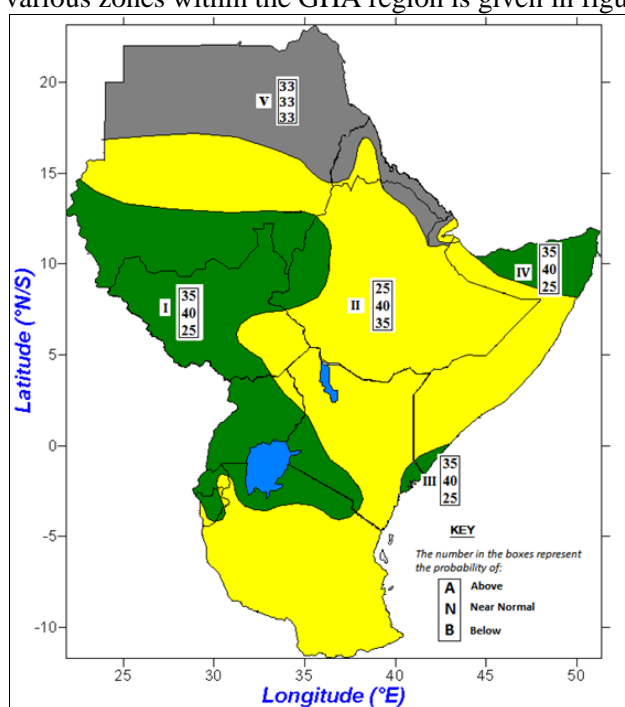 various zones within the GHA region is given in figu
20
15
10
5
0
-5
-10
Latitude (°N/S)
V
33
33
33
I
35
40
25
II
25
40
35
IV
35
40
25
III
35
40
25
KEY
The number in the boxes represent
the probability of:
A Above
N Near Normal
B Below
25 30 35 40 45 50
Longitude (°E)